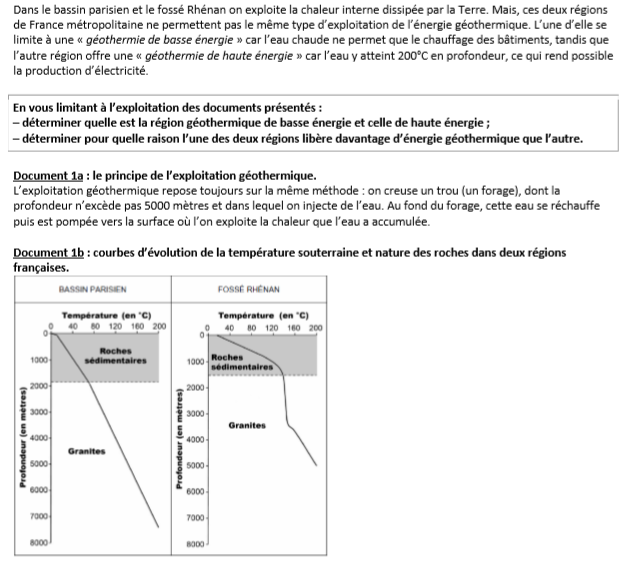 Dans le bassin parisien et le fossé Rhénan on exploite la chaleur interne dissipée par la Terre. Mais, ces deux régions
de France métropolitaine ne permettent pas le même type d'exploitation de l'énergie géothermique. L'une d'elle se
limite à une « géothermie de basse énergie » car l'eau chaude ne permet que le chauffage des bâtiments, tandis que
l'autre région offre une « géothermie de haute énergie » car l'eau y atteint 200°C en profondeur, ce qui rend possible
la production d'électricité.
En vous limitant à l'exploitation des documents présentés :
– déterminer quelle est la région géothermique de basse énergie et celle de haute énergie ;
– déterminer pour quelle raison l'une des deux régions libère davantage d'énergie géothermique que l'autre.
Document 1a : le principe de l'exploitation géothermique.
L'exploitation géothermique repose toujours sur la même méthode : on creuse un trou (un forage), dont la
profondeur n'excède pas 5000 mètres et dans lequel on injecte de l'eau. Au fond du forage, cette eau se réchauffe
puis est pompée vers la surface où l'on exploite la chaleur que l'eau a accumulée.
Document 1b : courbes d'évolution de la température souterraine et nature des roches dans deux régions
françaises.
BASSIN PARISIEN
Température (en °C)
0 40 80 120 160 200
0
1000
2000
3000
4000
5000
6000
7000
8000
Profondeur (en mètres)
Roches
sédimentaires
Granites
FOSSÉ RHÉNAN
Température (en °C)
0 40 80 120 160 200
0
1000
2000
3000
4000
5000
6000
7000
8000
Profondeur (en mètres)
Roches
sédimentaires
Granites